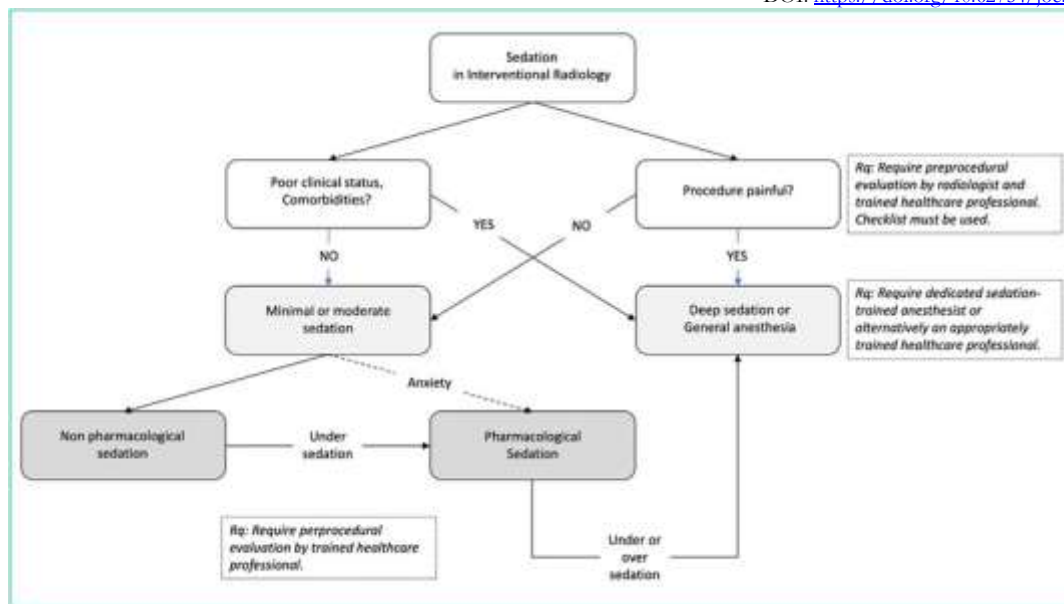 Sedation
in Interventional Radiology
Poor clinical status,
Comorbidities?
Procedure painful?
Rq: Require preprocedural
evaluation by radiologist and
trained healthcare professional.
Checklist must be used.
YES
NO
NO
YES
Minimal or moderate
sedation
Deep sedation or
General anesthesia
Rq: Require dedicated sedation-
trained anesthesist or
alternatively an appropriately
trained healthcare professional.
Anxiety
Non pharmacological
sedation
Under
sedation
Pharmacological
Sedation
Rq: Require perprocedural
evaluation by trained healthcare
professional.
Under or
over
sedation